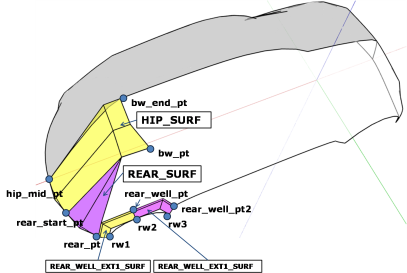 bw_end_pt
HIP_SURF
bw_pt
REAR_SURF
hip_mid_pt
rear_well_pt
rear_well_pt2
rear_start_pt
rw2
rw3
rear_pt
rw1
REAR_WELL_EXT1_SURF
REAR_WELL_EXT1_SURF